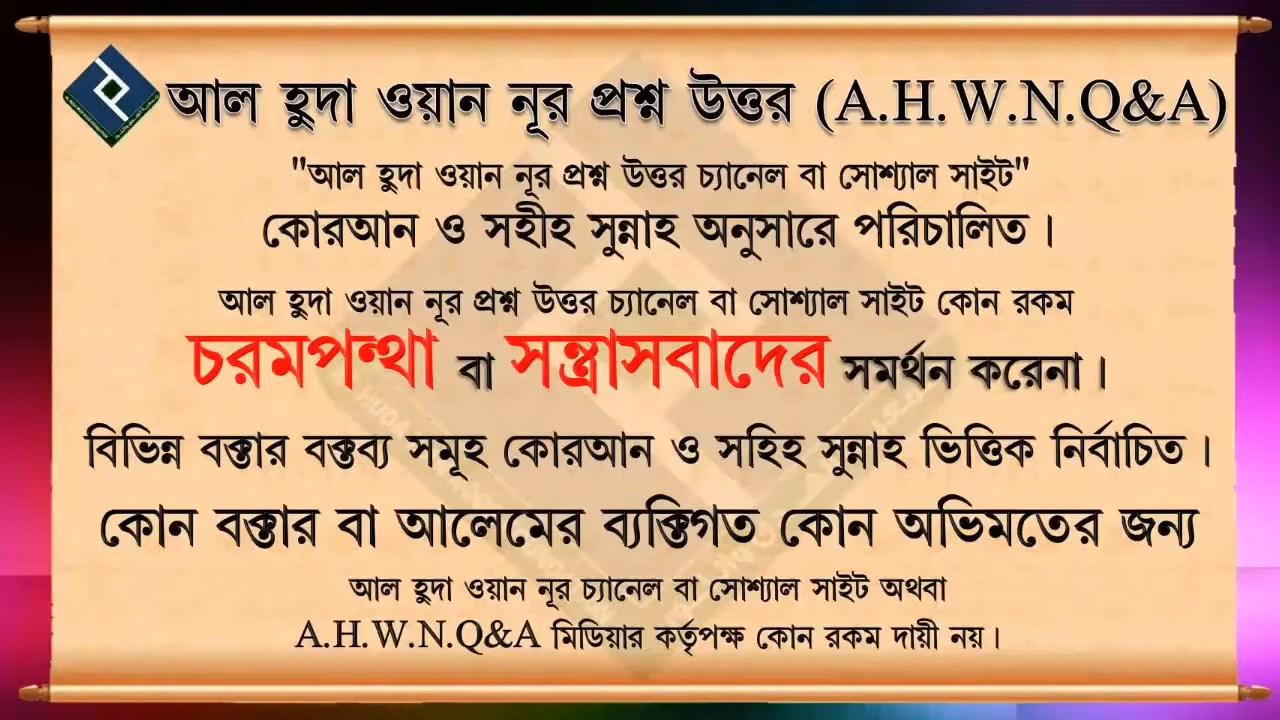 আল হুদা ওয়ান নূর প্রশ্ন উত্তর (A.H.W.N.Q&A)
"আল হুদা ওয়ান নূর প্রশ্ন উত্তর চ্যানেল বা সোশ্যাল সাইট"
কোরআন ও সহীহ সুন্নাহ অনুসারে পরিচালিত।
আল হুদা ওয়ান নূর প্রশ্ন উত্তর চ্যানেল বা সোশ্যাল সাইট কোন রকম
চরমপন্থা বা সন্ত্রাসবাদের সমর্থন করেনা।
বিভিন্ন বক্তার বক্তব্য সমূহ কোরআন ও সহিহ সুন্নাহ ভিত্তিক নির্বাচিত।
কোন বক্তার বা আলেমের ব্যক্তিগত কোন অভিমতের জন্য
আল হুদা ওয়ান নূর চ্যানেল বা সোশ্যাল সাইট অথবা
A.H.W.N.Q&A মিডিয়ার কর্তৃপক্ষ কোন রকম দায়ী নয়।